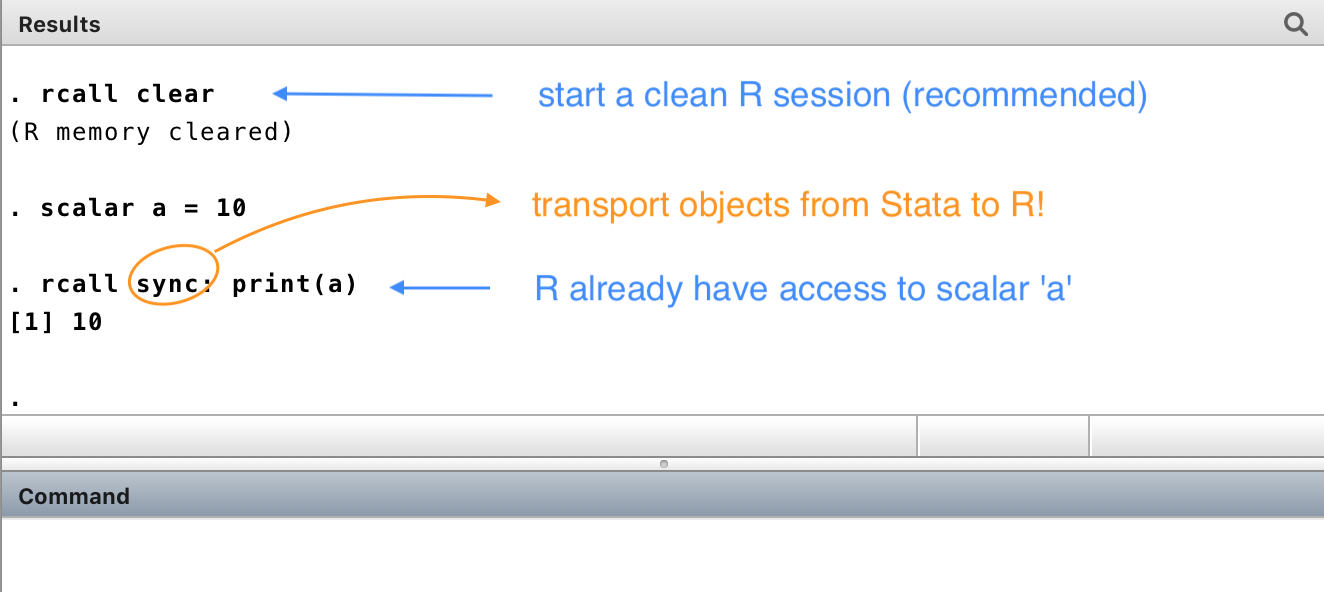 Results
. rcall clear
start a clean R session (recommended)
(R memory cleared)
. scalar a = 10
transport objects from Stata to R!
. rcall sync: print(a)
R already have access to scalar 'a'
[1] 10
.
Command